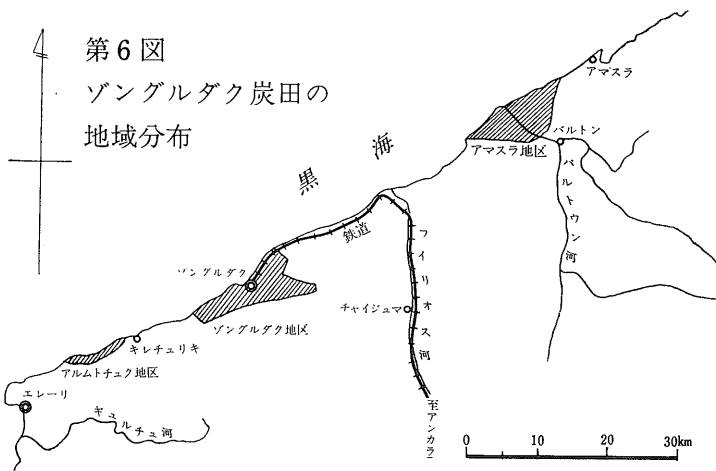 第6図
ゾングルダク炭田の
地域分布
アマスラ
バルトン
アマスラ地区
バルトウン河
黒海
鉄道
フイリオス河
ゾングルダク
チャイジュマ
ゾングルダク地区
キレチュリキ
アルムトチュク地区
エレーリ
ギュルチュ河
至アンカラ
0 10 20 30km